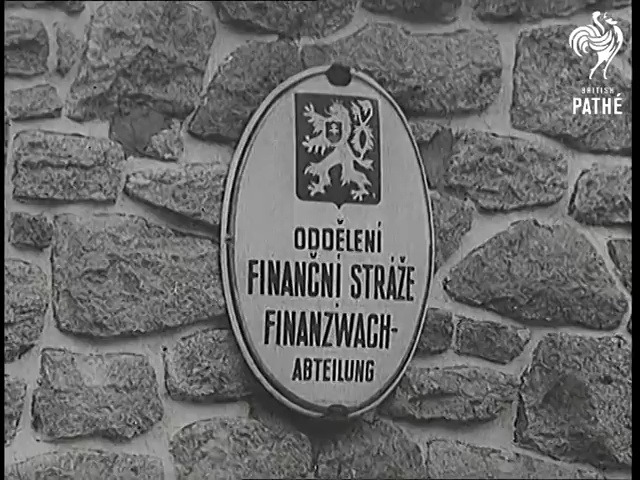 BRITISH
PATHÉ
ODDĚLENÍ
FINANČNÍ STRÁŽE
FINANZWACH-
ABTEILUNG